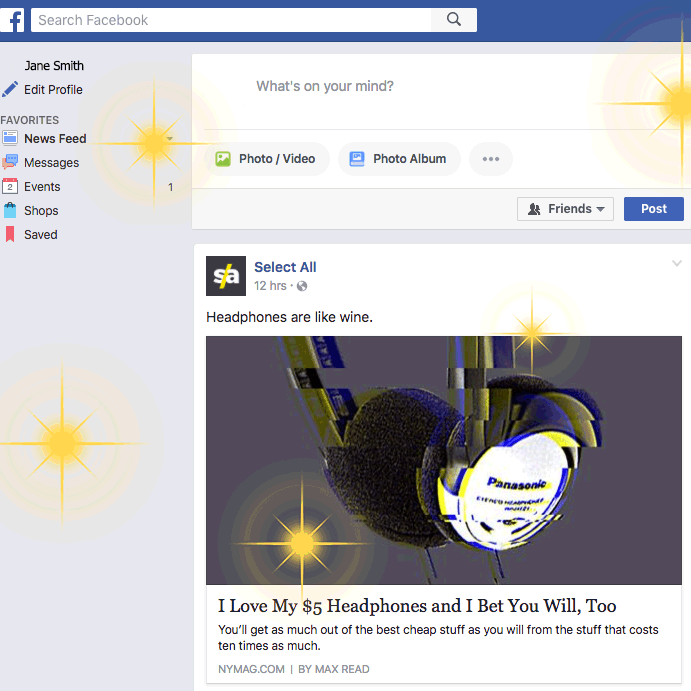 Search Facebook
Jane Smith
Edit Profile
FAVORITES
News Feed
Messages
2 Events 1
Shops
Saved
What's on your mind?
Photo / Video Photo Album
Friends Post
s/a Select All
12 hrs
Headphones are like wine.
Panasonic
STEREO HEADPHONES
I Love My $5 Headphones and I Bet You Will, Too
You'll get as much out of the best cheap stuff as you will from the stuff that costs
ten times as much.
NYMAG.COM | BY MAX READ